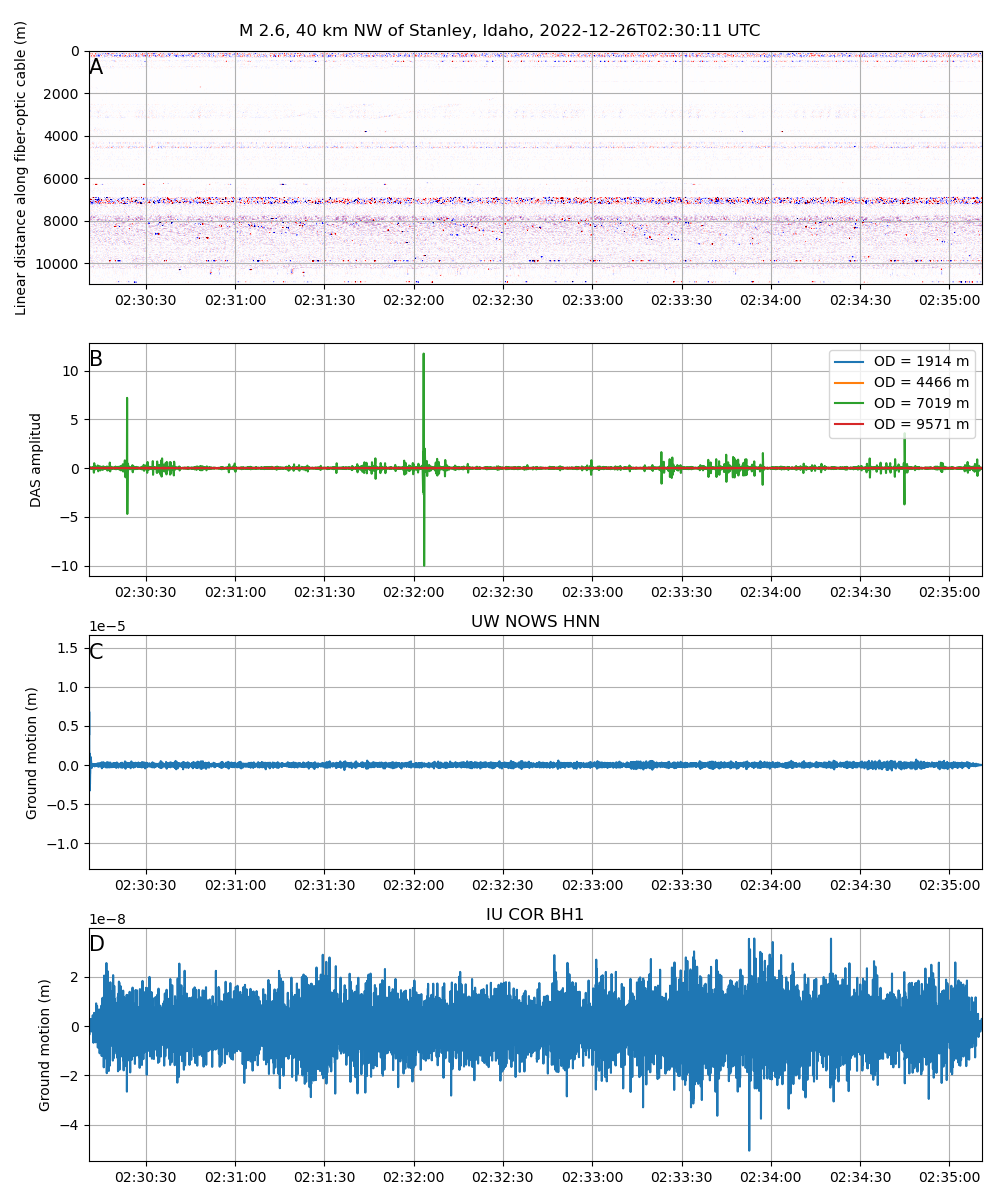 M 2.6, 40 km NW of Stanley, Idaho, 2022-12-26T02:30:11 UTC
A
Linear distance along fiber-optic cable (m)
0
2000
4000
6000
8000
10000
02:30:30 02:31:00 02:31:30 02:32:00 02:32:30 02:33:00 02:33:30 02:34:00 02:34:30 02:35:00
B
DAS amplitud
10
5
0
−5
−10
OD = 1914 m
OD = 4466 m
OD = 7019 m
OD = 9571 m
02:30:30 02:31:00 02:31:30 02:32:00 02:32:30 02:33:00 02:33:30 02:34:00 02:34:30 02:35:00
UW NOWS HNN
1e−5
C
Ground motion (m)
1.5
1.0
0.5
0.0
−0.5
−1.0
02:30:30 02:31:00 02:31:30 02:32:00 02:32:30 02:33:00 02:33:30 02:34:00 02:34:30 02:35:00
IU COR BH1
1e−8
D
Ground motion (m)
2
0
−2
−4
02:30:30 02:31:00 02:31:30 02:32:00 02:32:30 02:33:00 02:33:30 02:34:00 02:34:30 02:35:00